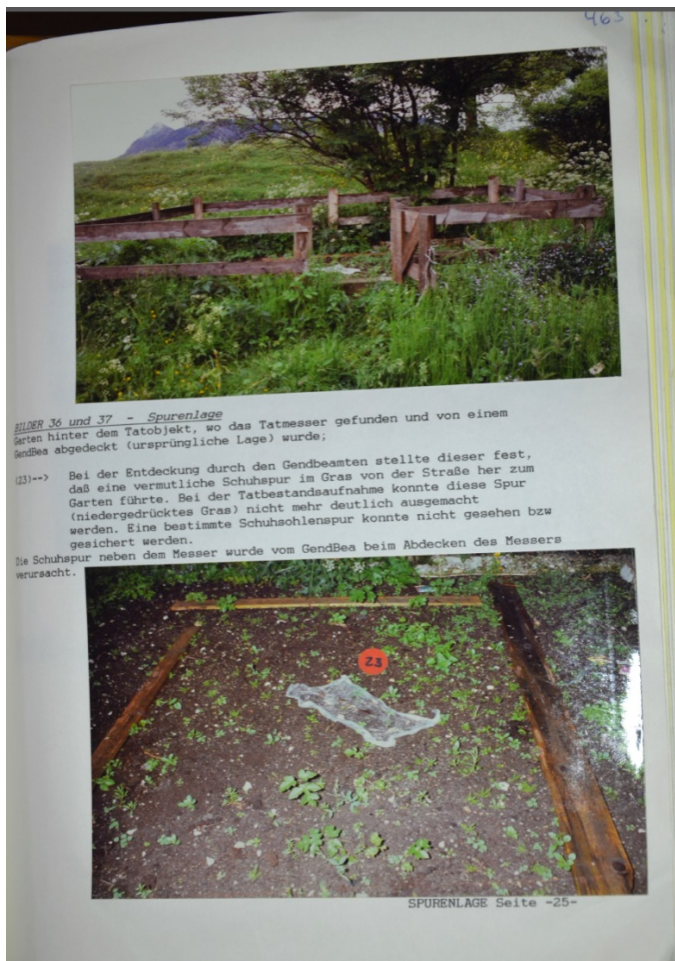 463
BILDER 36 und 37 - Spurenlage
Garten hinter dem Tatobjekt, wo das Tatmesser gefunden und von einem
GendBea abgedeckt (ursprüngliche Lage) wurde;
(23)--> Bei der Entdeckung durch den Gendbeamten stellte dieser fest,
daß eine vermutliche Schuhspur im Gras von der Straße her zum
Garten führte. Bei der Tatbestandsaufnahme konnte diese Spur
(niedergedrücktes Gras) nicht mehr deutlich ausgemacht
werden. Eine bestimmte Schuhsohlenspur konnte nicht gesehen bzw
gesichert werden.
Die Schuhspur neben dem Messer wurde vom GendBea beim Abdecken des Messers
verursacht.
23
SPURENLAGE Seite -25-